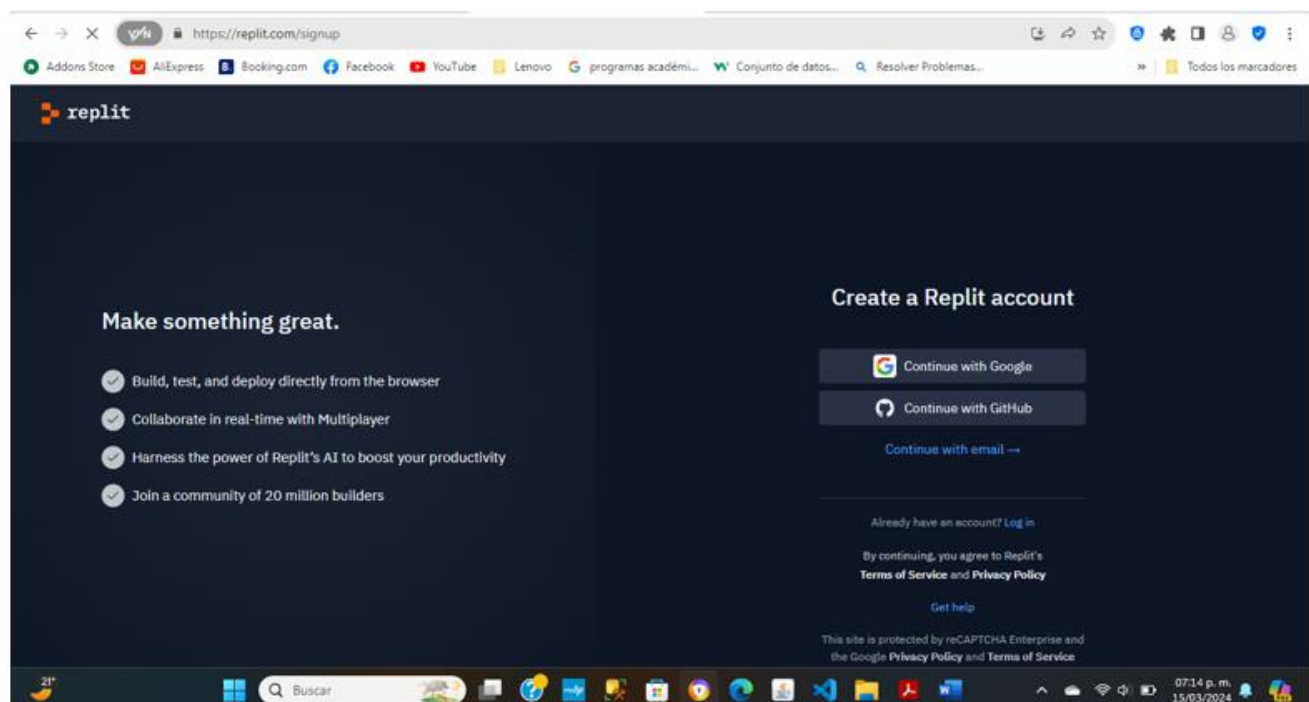 VPN https://replit.com/signup
Addons Store AliExpress Booking.com Facebook YouTube Lenovo programas académi... Conjunto de datos... Resolver Problemas... » Todos los marcadores
replit
Make something great.
Build, test, and deploy directly from the browser
Collaborate in real-time with Multiplayer
Harness the power of Replit's AI to boost your productivity
Join a community of 20 million builders
Create a Replit account
Continue with Google
Continue with GitHub
Continue with email →
Already have an account? Log in
By continuing, you agree to Replit's
Terms of Service and Privacy Policy
Get help
This site is protected by reCAPTCHA Enterprise and
the Google Privacy Policy and Terms of Service
21°
Buscar
07:14 p. m.
15/03/2024